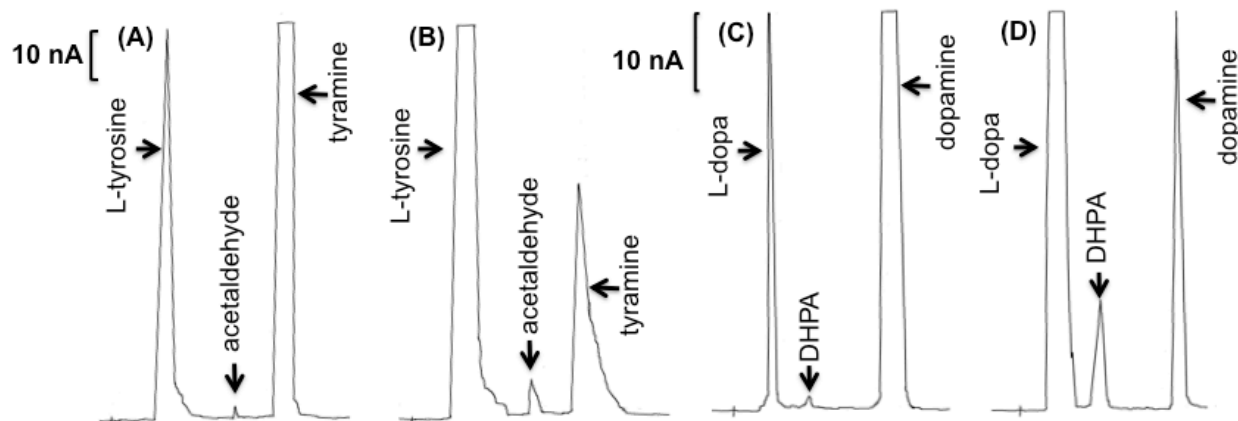 10 nA
(A)
L-tyrosine
acetaldehyde
tyramine
(B)
L-tyrosine
acetaldehyde
tyramine
10 nA
(C)
L-dopa
DHPA
dopamine
(D)
L-dopa
DHPA
dopamine